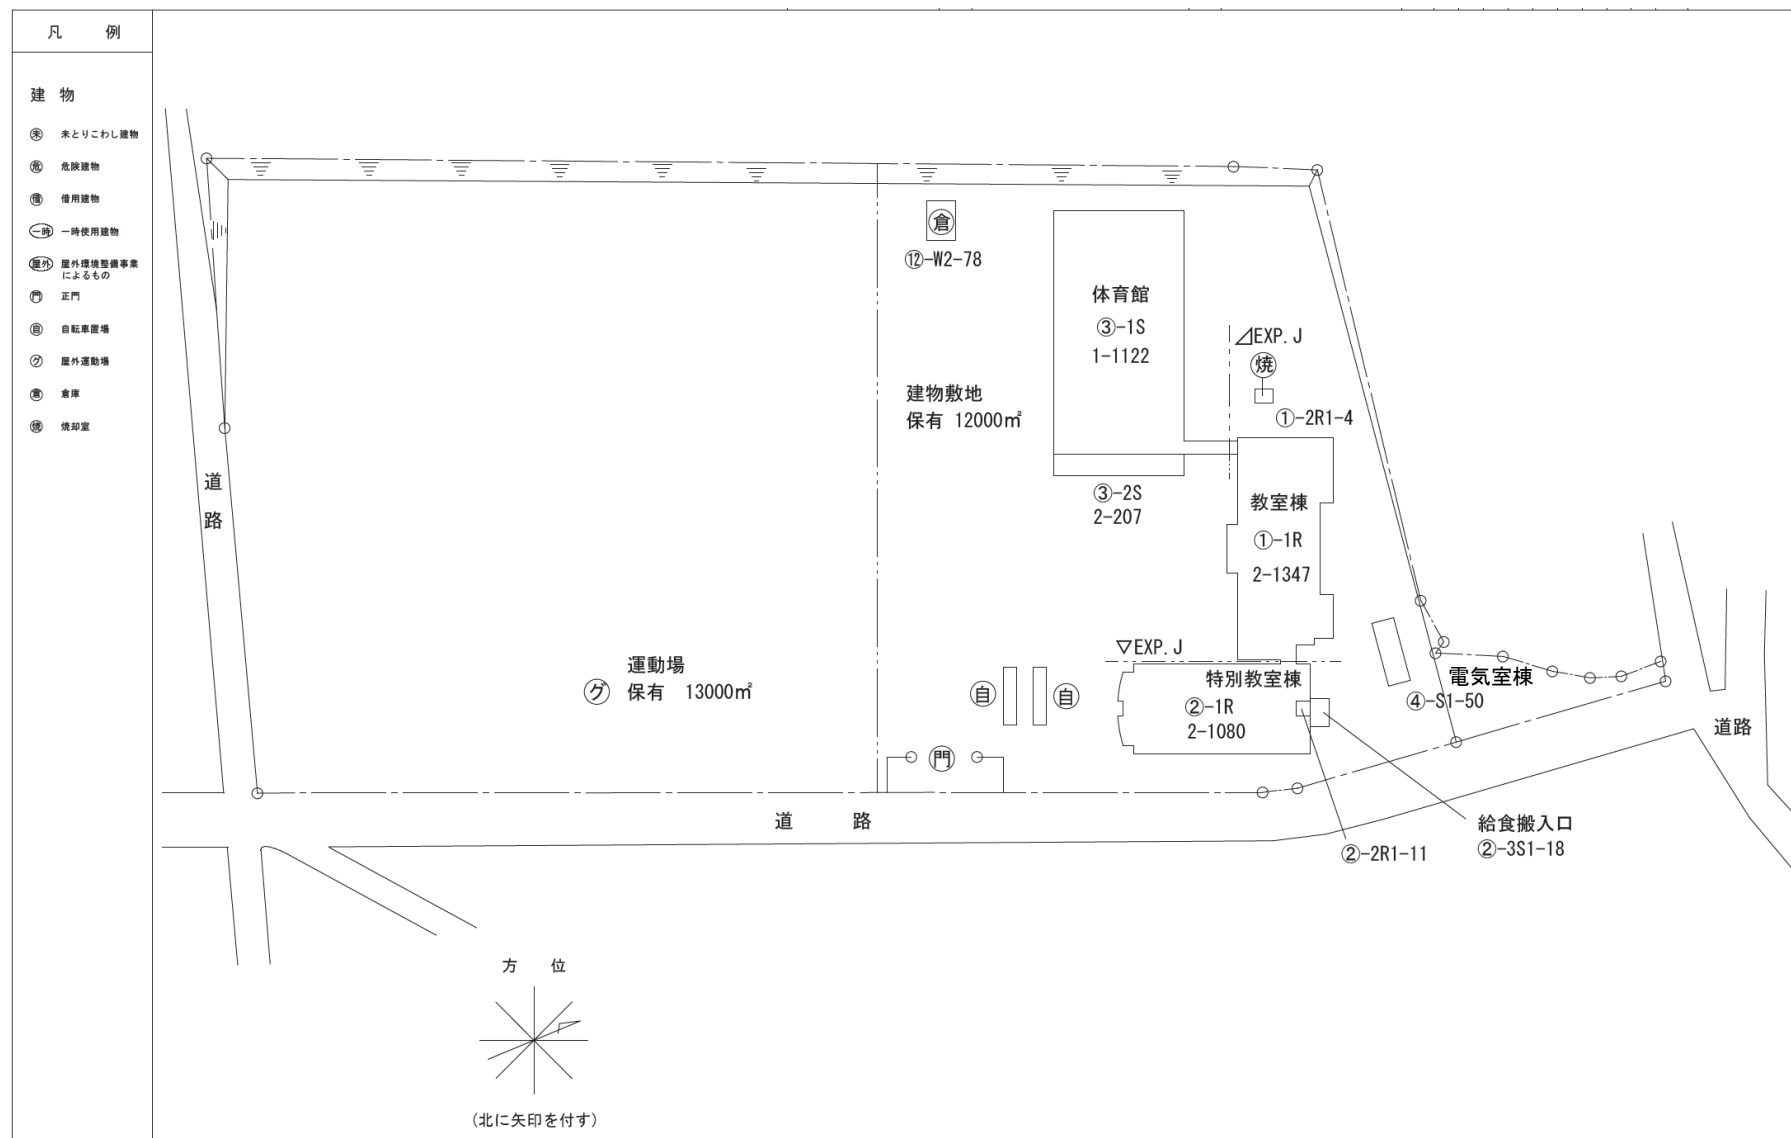 凡 例
建 物
未 未とりこわし建物
危 危険建物
借 借用建物
一時 一時使用建物
屋外 屋外環境整備事業
によるもの
門 正門
自 自転車置場
グ 屋外運動場
倉 倉庫
焼 焼却室
倉
⑫-W2-78
体育館
③-1S
1-1122
⊿EXP.J
焼
①-2R1-4
建物敷地
保有 12000㎡
道
路
③-2S
2-207
教室棟
①-1R
2-1347
▽EXP.J
運動場
グ 保有 13000㎡
自 自
特別教室棟
②-1R
2-1080
電気室棟
④-S1-50
道路
門
道 路
給食搬入口
②-3S1-18
②-2R1-11
方 位
(北に矢印を付す)